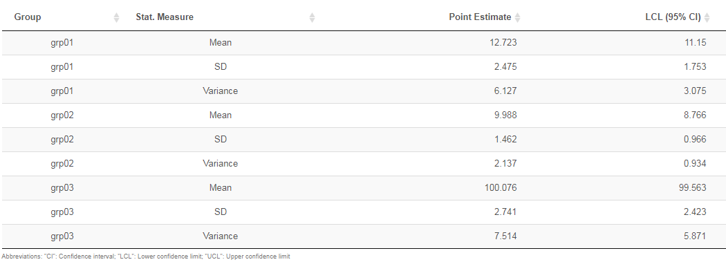 Group Stat. Measure Point Estimate LCL (95% CI)
grp01 Mean 12.723 11.15
grp01 SD 2.475 1.753
grp01 Variance 6.127 3.075
grp02 Mean 9.988 8.766
grp02 SD 1.462 0.966
grp02 Variance 2.137 0.934
grp03 Mean 100.076 99.563
grp03 SD 2.741 2.423
grp03 Variance 7.514 5.871
Abbreviations: "CI": Confidence interval; "LCL": Lower confidence limit; "UCL": Upper confidence limit